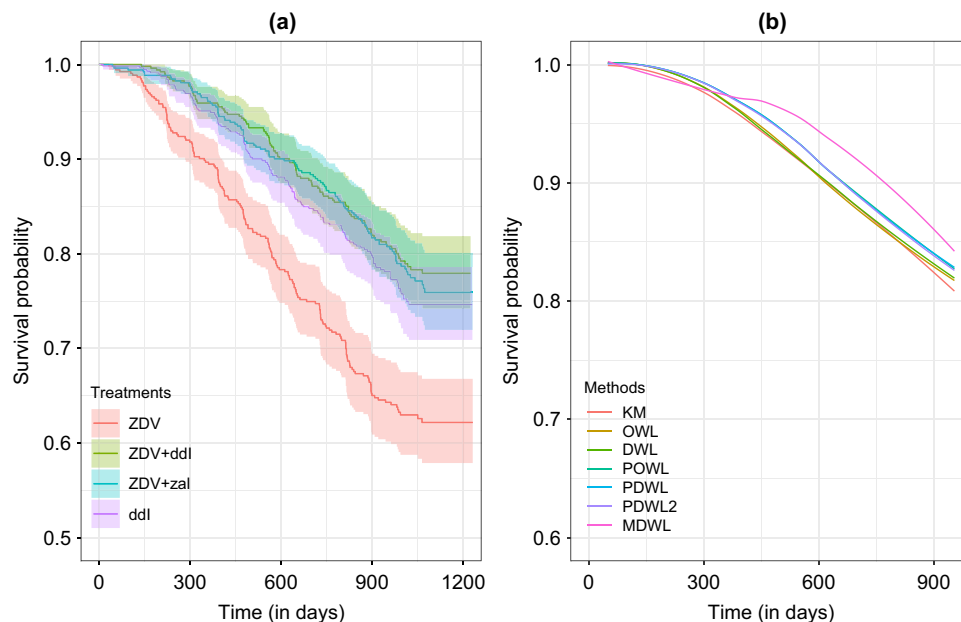 (a)
Survival probability
1.0
0.9
0.8
0.7
0.6
0.5
Treatments
ZDV
ZDV+ddI
ZDV+zal
ddI
0 300 600 900 1200
Time (in days)
(b)
Survival probability
1.0
0.9
0.8
0.7
0.6
Methods
KM
OWL
DWL
POWL
PDWL
PDWL2
MDWL
0 300 600 900
Time (in days)